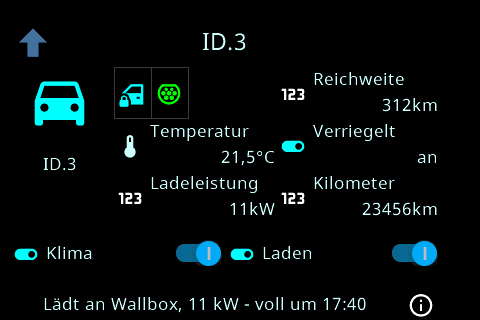 ID.3
123 Reichweite
312km
ID.3
Temperatur
21,5°C
Verriegelt
an
123 Ladeleistung
11kW
123 Kilometer
23456km
Klima
Laden
Lädt an Wallbox, 11 kW - voll um 17:40